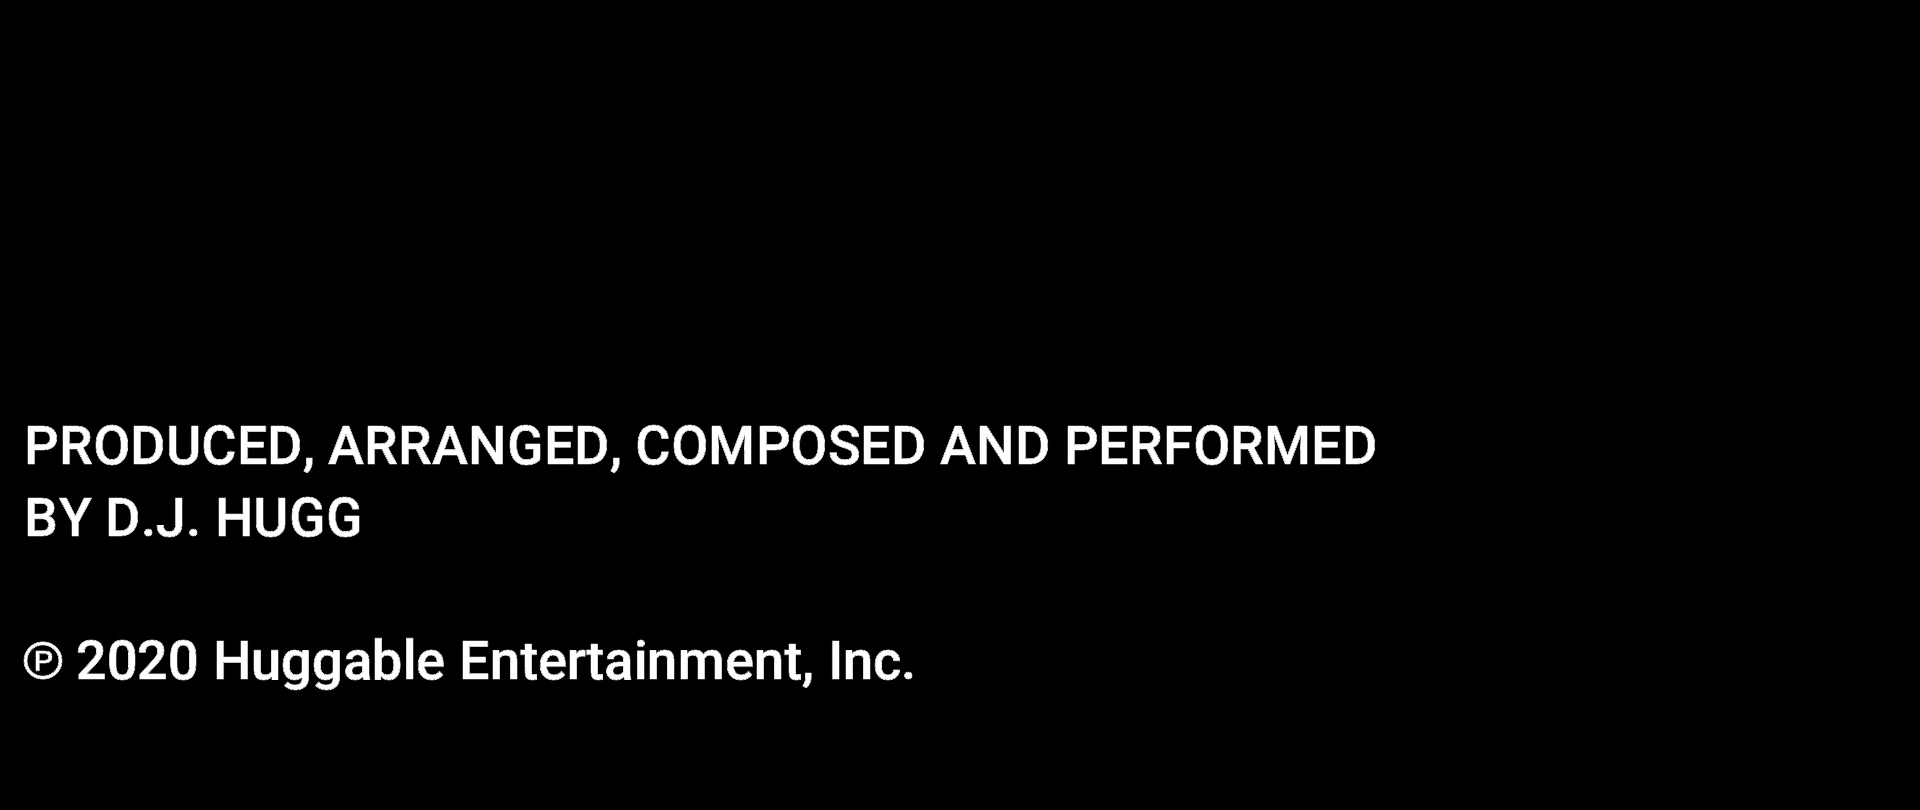 PRODUCED, ARRANGED, COMPOSED AND PERFORMED
BY D.J. HUGG
℗ 2020 Huggable Entertainment, Inc.